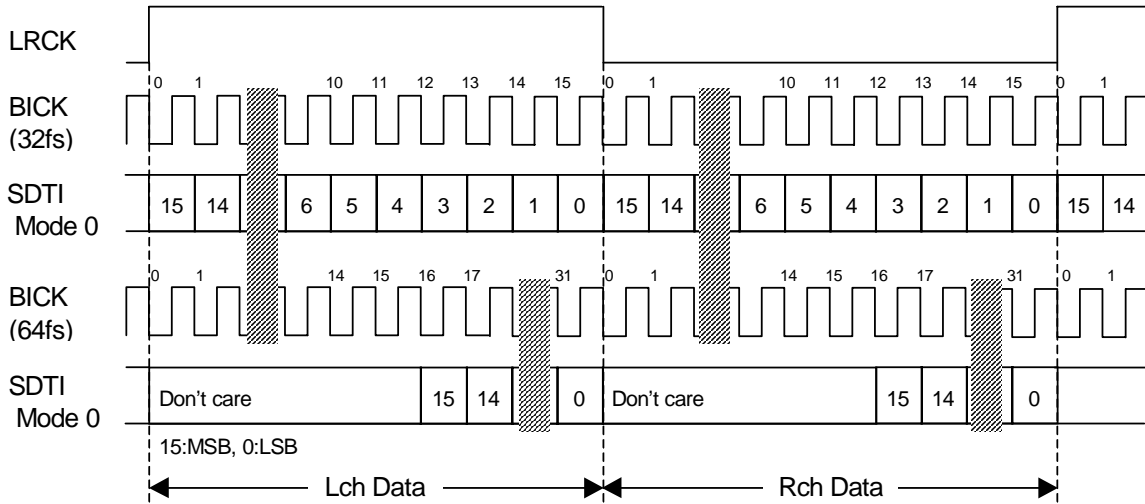 LRCK
0 1 10 11 12 13 14 15 0 1 10 11 12 13 14 15 0 1
BICK
(32fs)
SDTI
Mode 0
15 14 6 5 4 3 2 1 0 15 14 6 5 4 3 2 1 0 15 14
0 1 14 15 16 17 31 0 1 14 15 16 17 31 0 1
BICK
(64fs)
SDTI
Mode 0
Don't care 15 14 0 Don't care 15 14 0
15:MSB, 0:LSB
Lch Data Rch Data